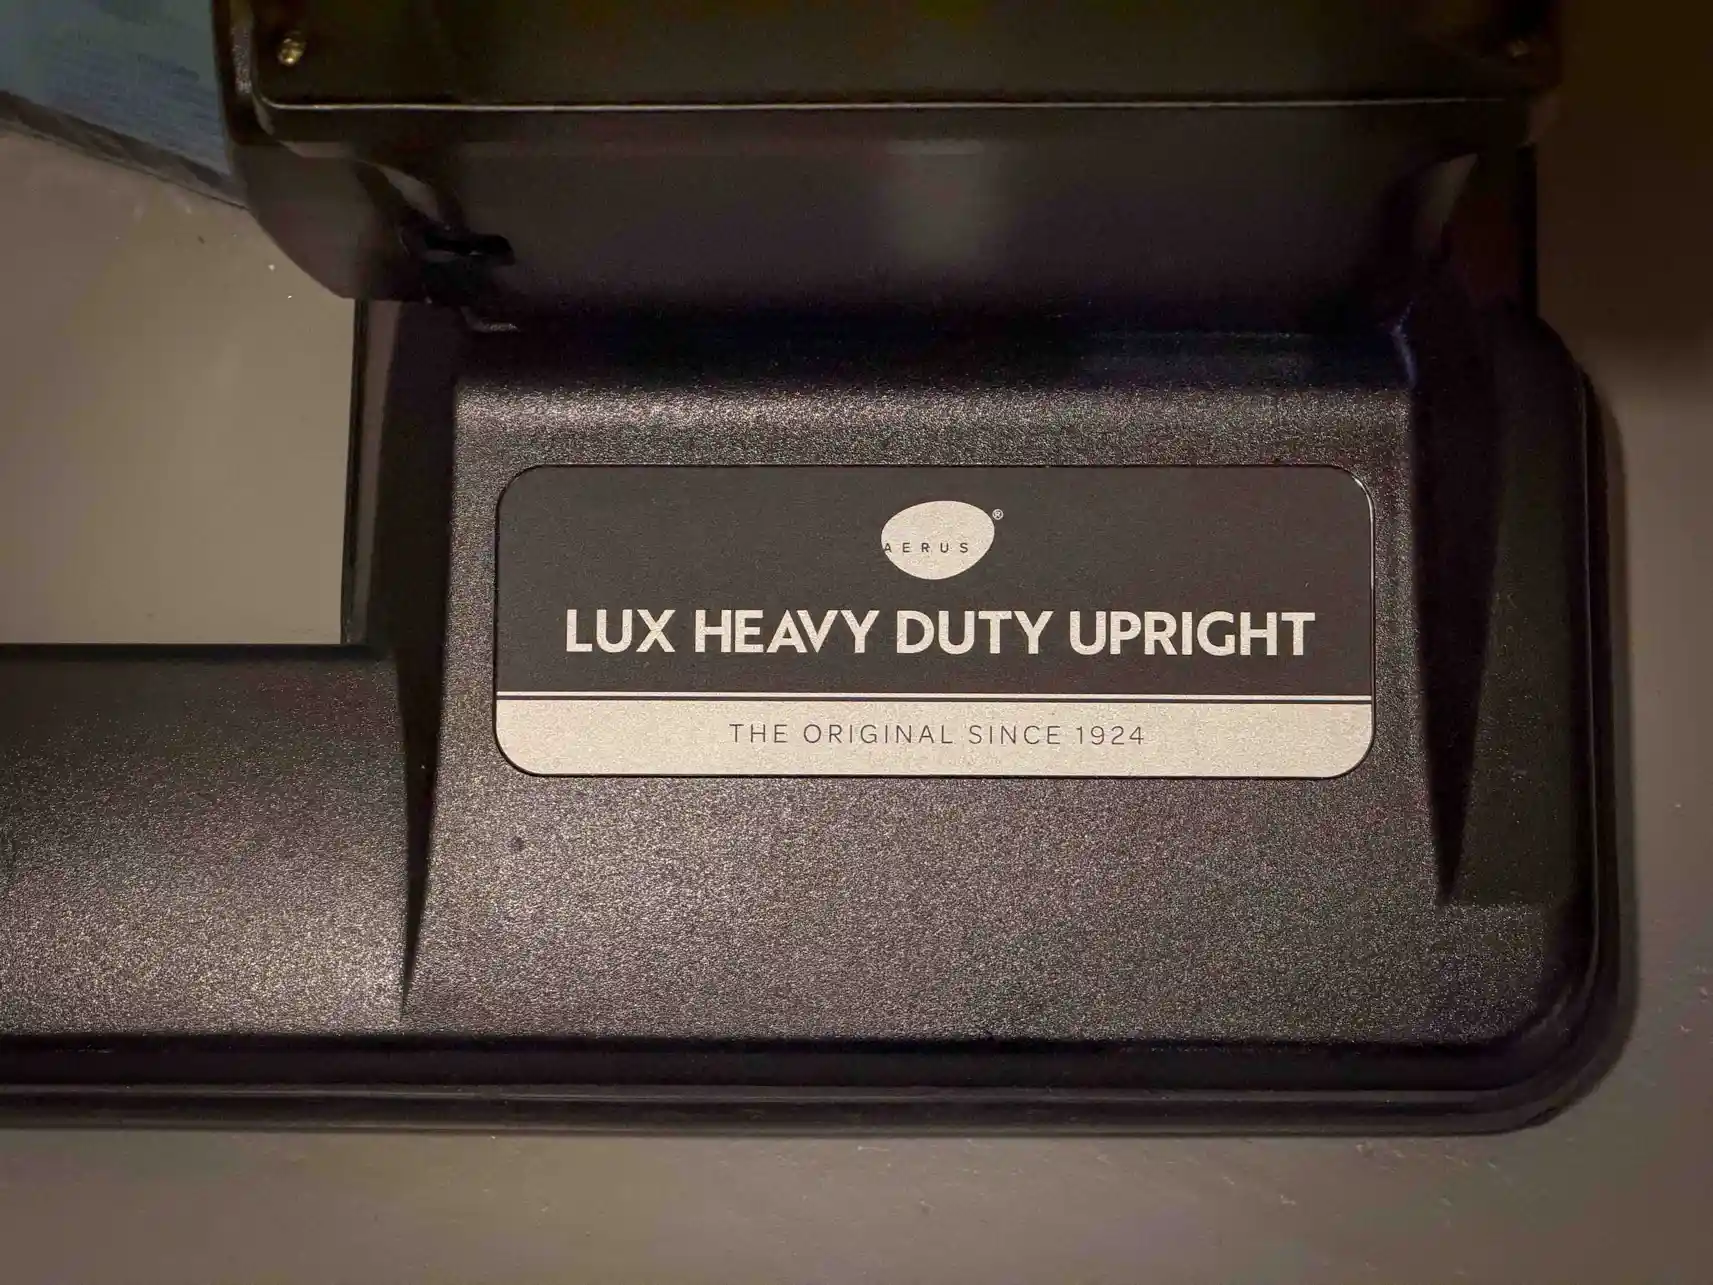 AERUS®
LUX HEAVY DUTY UPRIGHT
THE ORIGINAL SINCE 1924